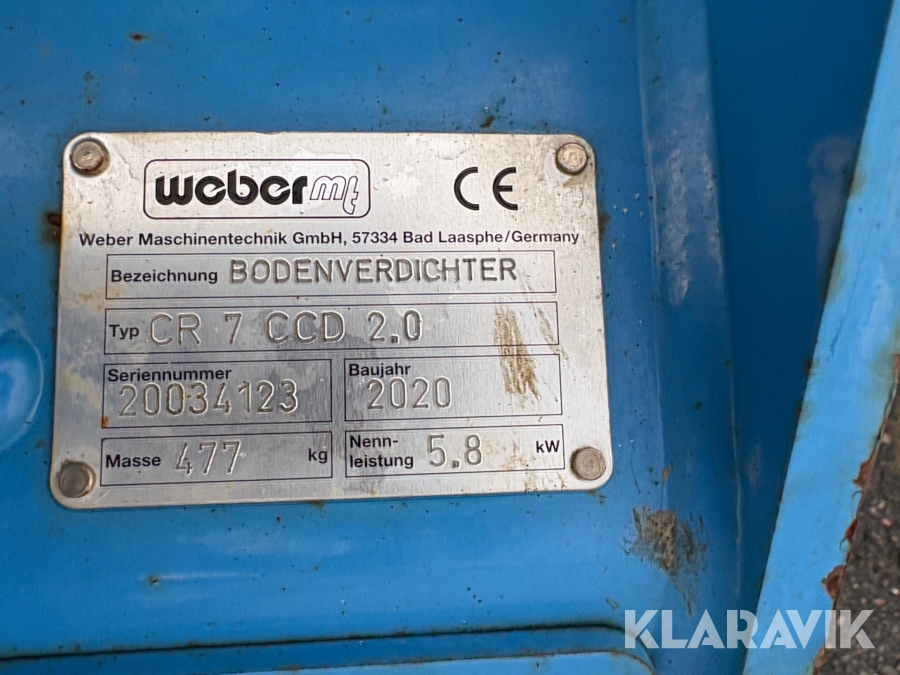 weber mt
CE
Weber Maschinentechnik GmbH, 57334 Bad Laasphe/Germany
Bezeichnung BODENVERDICHTER
Typ CR 7 CCD 2.0
Seriennummer
20034123
Baujahr
2020
Masse 477 kg
Nenn-
leistung 5.8 kW
KLARAVIK